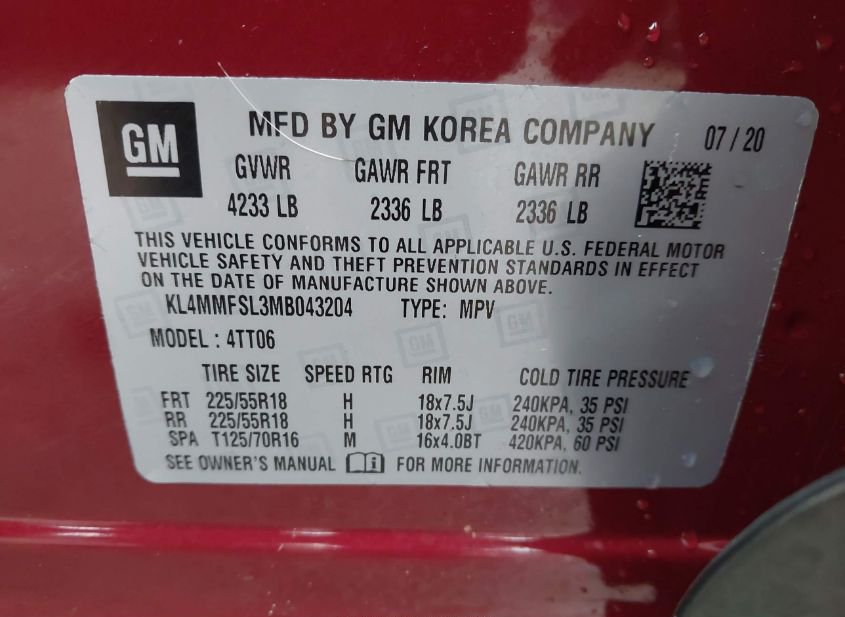 GM MFD BY GM KOREA COMPANY 07 / 20
GVWR GAWR FRT GAWR RR
4233 LB 2336 LB 2336 LB
THIS VEHICLE CONFORMS TO ALL APPLICABLE U.S. FEDERAL MOTOR
VEHICLE SAFETY AND THEFT PREVENTION STANDARDS IN EFFECT
ON THE DATE OF MANUFACTURE SHOWN ABOVE.
KL4MMFSL3MB043204 TYPE: MPV
MODEL : 4TT06
TIRE SIZE SPEED RTG RIM COLD TIRE PRESSURE
FRT 225/55R18 H 18x7.5J 240KPA, 35 PSI
RR 225/55R18 H 18x7.5J 240KPA, 35 PSI
SPA T125/70R16 M 16x4.0BT 420KPA, 60 PSI
SEE OWNER'S MANUAL FOR MORE INFORMATION.